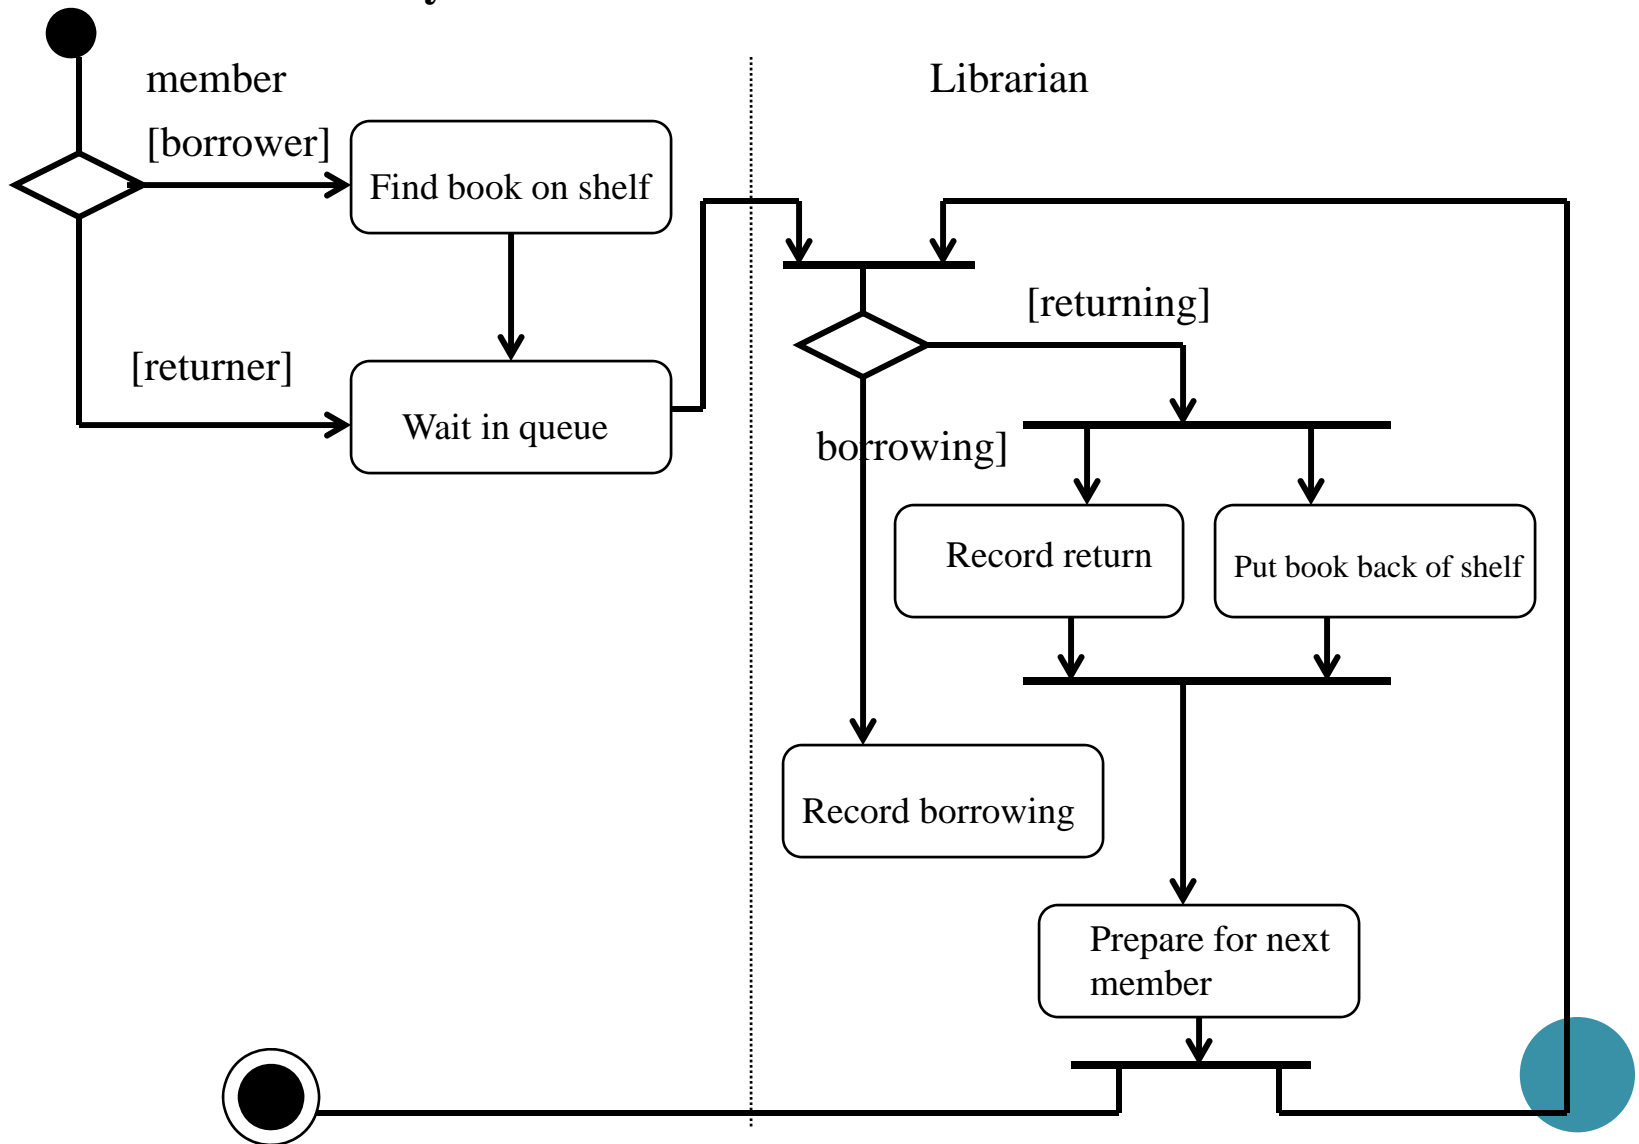 member
Librarian
[borrower]
Find book on shelf
[returning]
[returner]
Wait in queue
borrowing]
Record return
Put book back of shelf
Record borrowing
Prepare for next
member